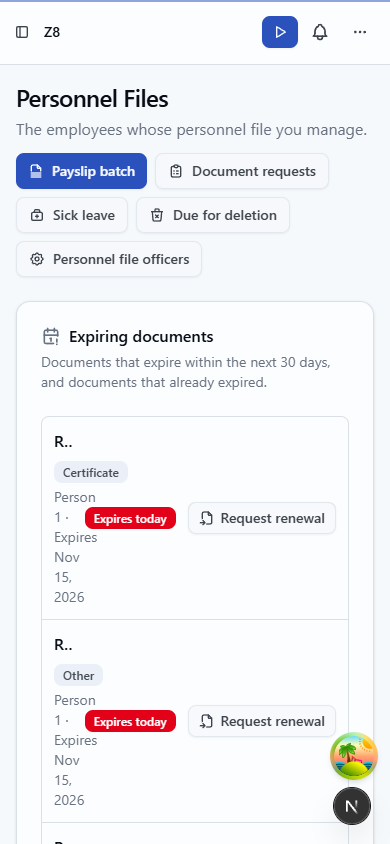 Z8
Personnel Files
The employees whose personnel file you manage.
Payslip batch
Document requests
Sick leave
Due for deletion
Personnel file officers
Expiring documents
Documents that expire within the next 30 days,
and documents that already expired.
R..
Certificate
Person
1 ·
Expires
Nov
15,
2026
Expires today
Request renewal
R..
Other
Person
1 ·
Expires
Nov
15,
2026
Expires today
Request renewal
N